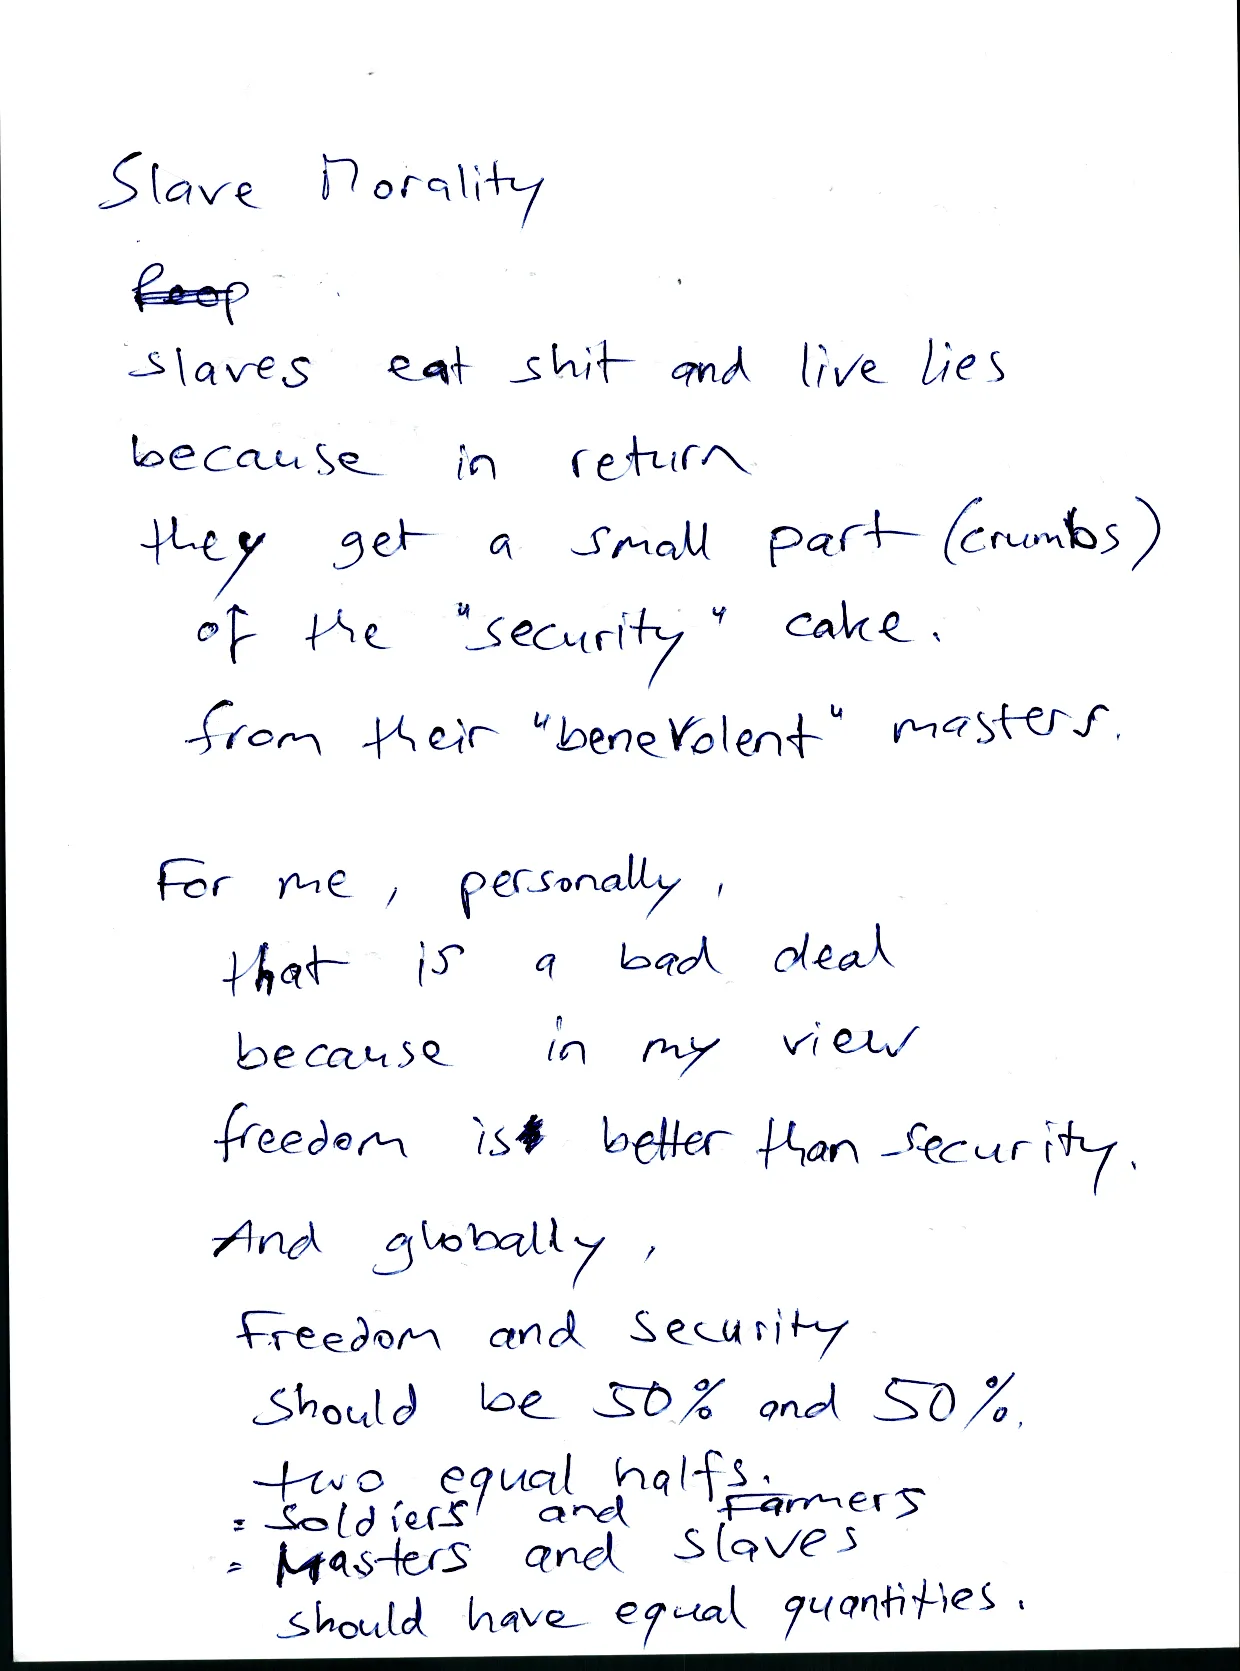 Slave Morality
slaves eat shit and live lies
because in return
they get a small part (crumbs)
of the "security" cake.
from their "benevolent" masters.
For me, personally,
that is a bad deal
because in my view
freedom is better than security.
And globally,
Freedom and security
should be 50% and 50%.
two equal halfs.
= Soldiers and Farmers
= Masters and slaves
should have equal quantities.